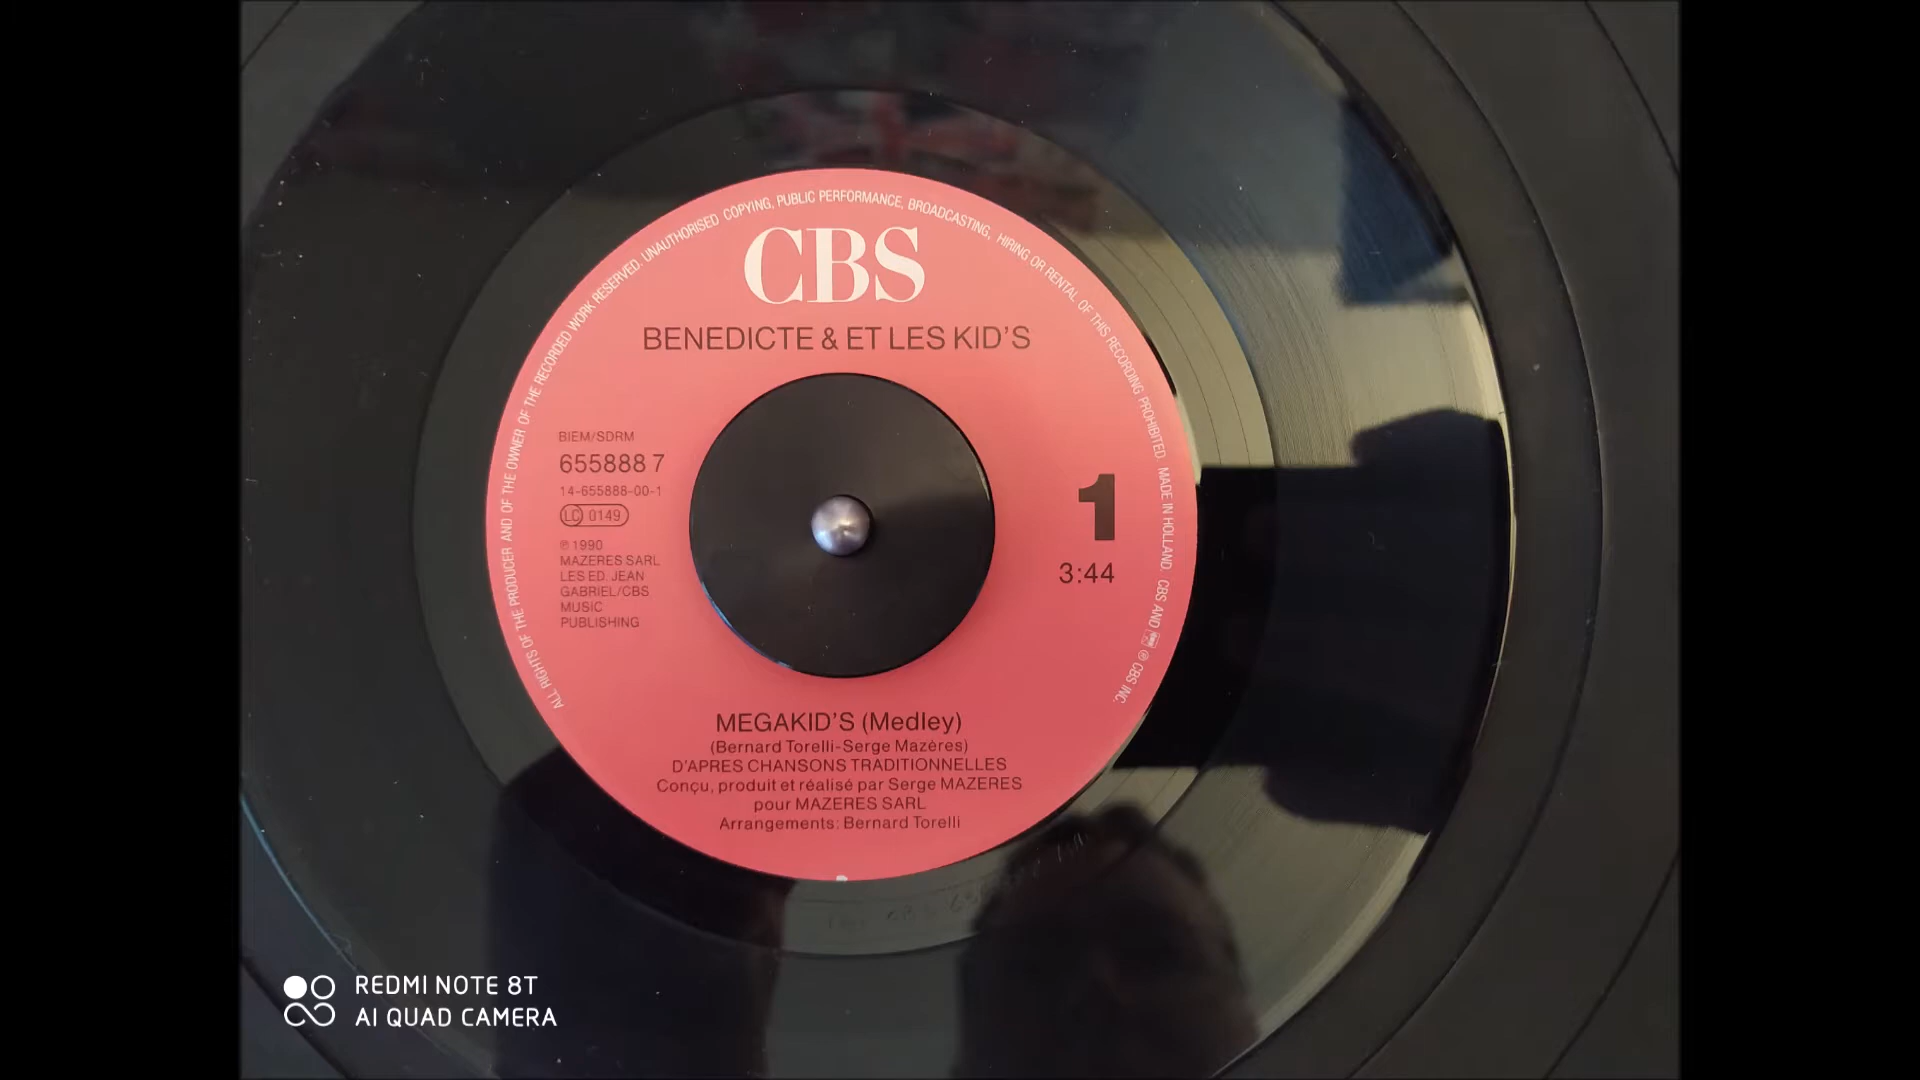 ALL RIGHTS OF THE PRODUCER AND OF THE OWNER OF THE RECORDED WORK RESERVED. UNAUTHORISED COPYING, PUBLIC PERFORMANCE, BROADCASTING, HIRING OR RENTAL OF THIS RECORDING PROHIBITED. MADE IN HOLLAND. CBS AND ℗ CBS INC.
CBS
BENEDICTE & ET LES KID'S
BIEM/SDRM
655888 7
14-655888-00-1
LC 0149
℗ 1990
MAZERES SARL
LES ED. JEAN
GABRIEL/CBS
MUSIC
PUBLISHING
1
3:44
MEGAKID'S (Medley)
(Bernard Torelli-Serge Mazères)
D'APRES CHANSONS TRADITIONNELLES
Conçu, produit et réalisé par Serge MAZERES
pour MAZERES SARL
Arrangements: Bernard Torelli
REDMI NOTE 8T
AI QUAD CAMERA